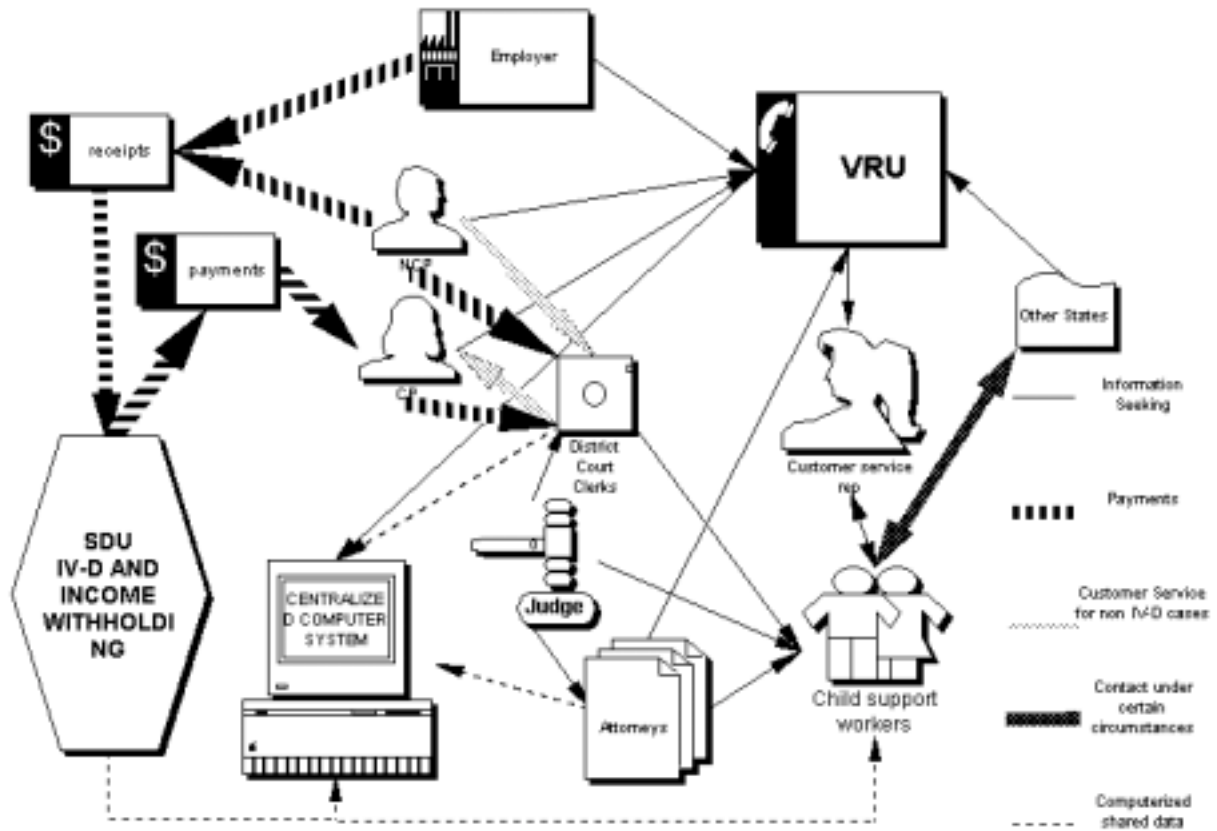 Employer
$
receipts
VRU
NCP
$
payments
Other States
CP
Information
Seeking
District
Court
Clerks
Customer service
rep
Payments
SDU
IV-D AND
INCOME
WITHHOLDI
NG
CENTRALIZE
D COMPUTER
SYSTEM
Judge
Customer Service
for non IV-D cases
Child support
workers
Attorneys
Contact under
certain
circumstances
Computerized
shared data